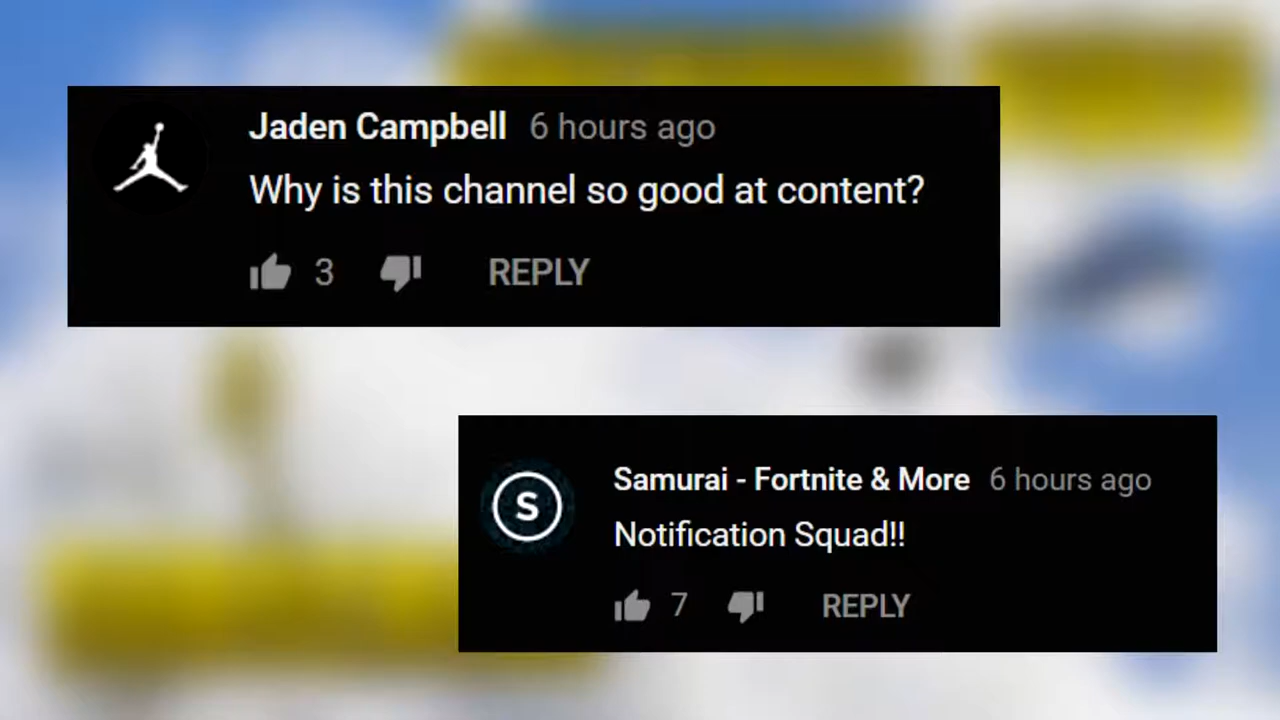 Jaden Campbell 6 hours ago
Why is this channel so good at content?
3 REPLY
S
Samurai - Fortnite & More 6 hours ago
Notification Squad!!
7 REPLY